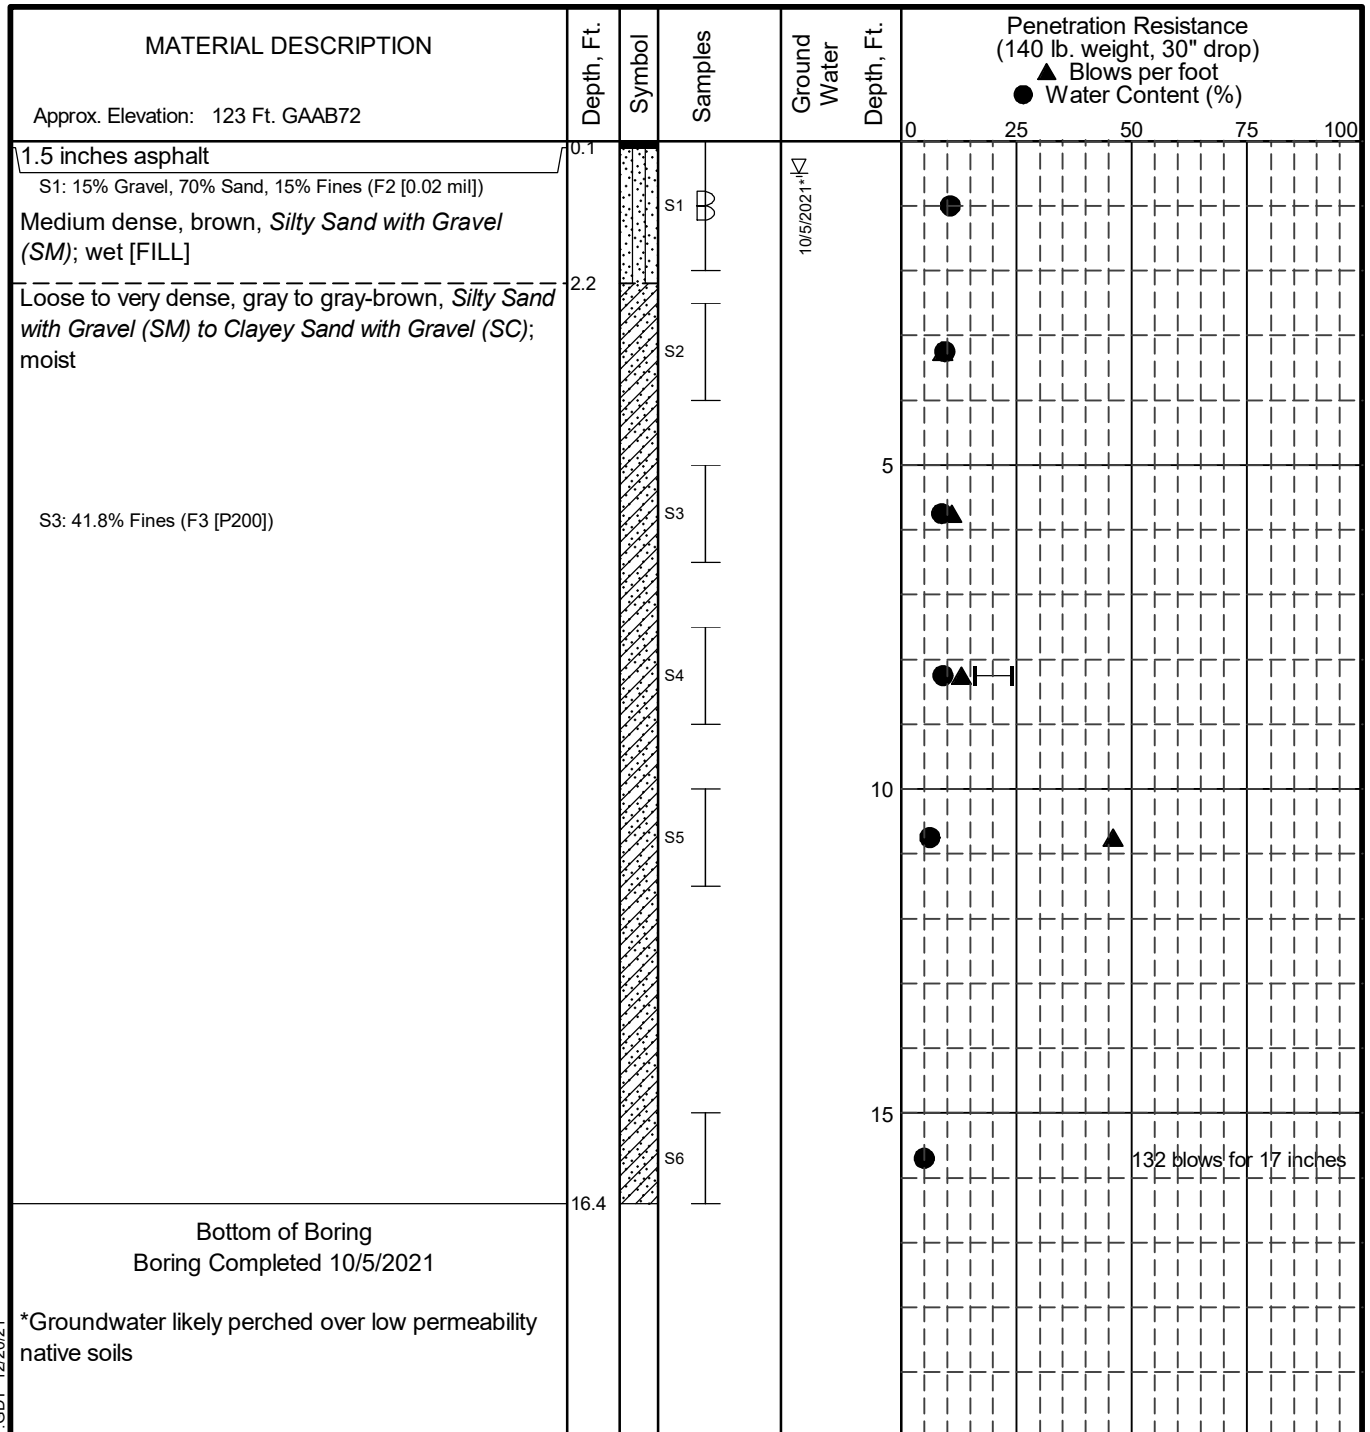 MATERIAL DESCRIPTION
Approx. Elevation: 123 Ft. GAAB72
Depth, Ft.
Symbol
Samples
Ground
Water
Depth, Ft.
Penetration Resistance
(140 lb. weight, 30" drop)
▲ Blows per foot
● Water Content (%)
0 25 50 75 100
1.5 inches asphalt
0.1
S1: 15% Gravel, 70% Sand, 15% Fines (F2 [0.02 mil])
Medium dense, brown, Silty Sand with Gravel
(SM); wet [FILL]
S1
10/5/2021*
2.2
Loose to very dense, gray to gray-brown, Silty Sand
with Gravel (SM) to Clayey Sand with Gravel (SC);
moist
S2
5
S3: 41.8% Fines (F3 [P200])
S3
S4
10
S5
15
S6
132 blows for 17 inches
16.4
Bottom of Boring
Boring Completed 10/5/2021
*Groundwater likely perched over low permeability
native soils